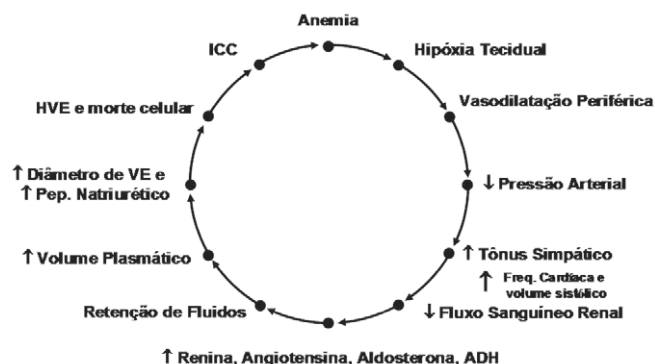 Anemia
Hipóxia Tecidual
Vasodilatação Periférica
↓ Pressão Arterial
↑ Tônus Simpático
↑ Freq. Cardíaca e
volume sistólico
↓ Fluxo Sanguíneo Renal
↑ Renina, Angiotensina, Aldosterona, ADH
Retenção de Fluidos
↑ Volume Plasmático
↑ Diâmetro de VE e
↑ Pep. Natriurético
HVE e morte celular
ICC